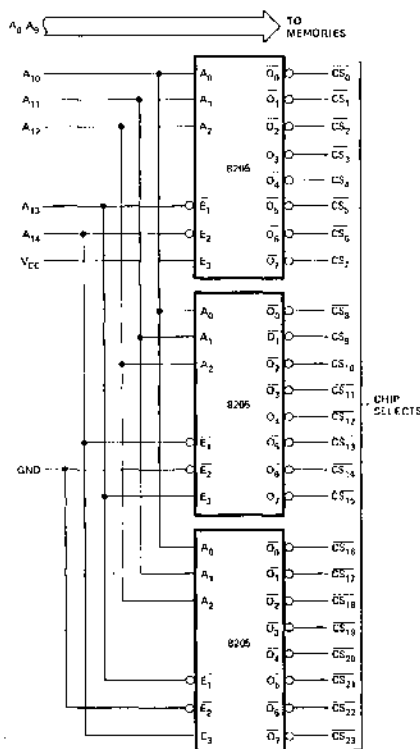 A0 A9 TO
MEMORIES
A10 A0 O0 CS0
A11 A1 O1 CS1
A12 A2 O2 CS2
O3 CS3
8205
O4 CS4
A13 E1 O5 CS5
A14 E2 O6 CS6
VCC E3 O7 CS7
A0 O0 CS8
A1 O1 CS9
A2 O2 CS10
O3 CS11
8205
O4 CS12
CHIP
SELECTS
E1 O5 CS13
GND E2 O6 CS14
E3 O7 CS15
A0 O0 CS16
A1 O1 CS17
A2 O2 CS18
O3 CS19
8205
O4 CS20
E1 O5 CS21
E2 O6 CS22
E3 O7 CS23